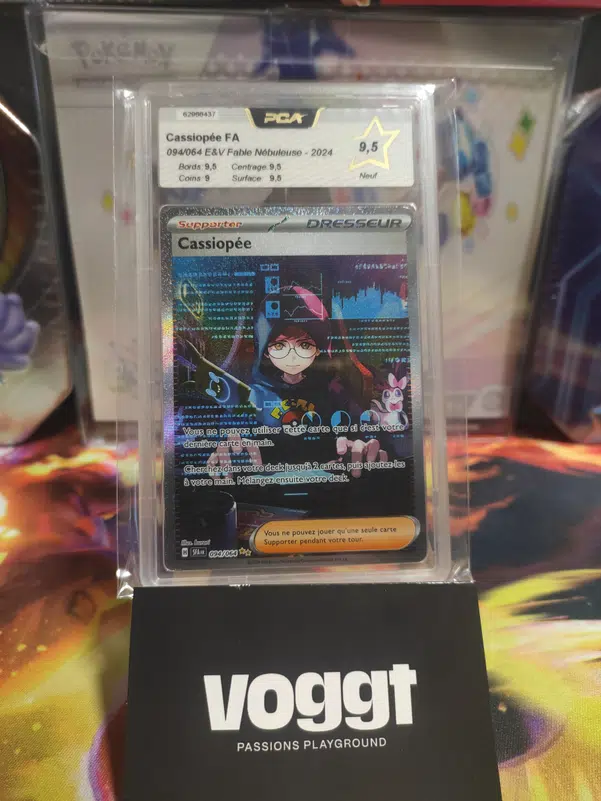 Pokémon
62960437
PCA
Cassiopée FA
094/064 E&V Fable Nébuleuse - 2024
Bords: 9,5 Centrage: 9,5
Coins: 9 Surface: 9,5
9,5
Neuf
Supporter
DRESSEUR
Cassiopée
Vous ne pouvez utiliser cette carte que si c'est votre
dernière carte en main.
Cherchez dans votre deck jusqu'à 2 cartes, puis ajoutez-les
à votre main. Mélangez ensuite votre deck.
Vous ne pouvez jouer qu'une seule carte
Supporter pendant votre tour.
094/064
voggt
PASSIONS PLAYGROUND